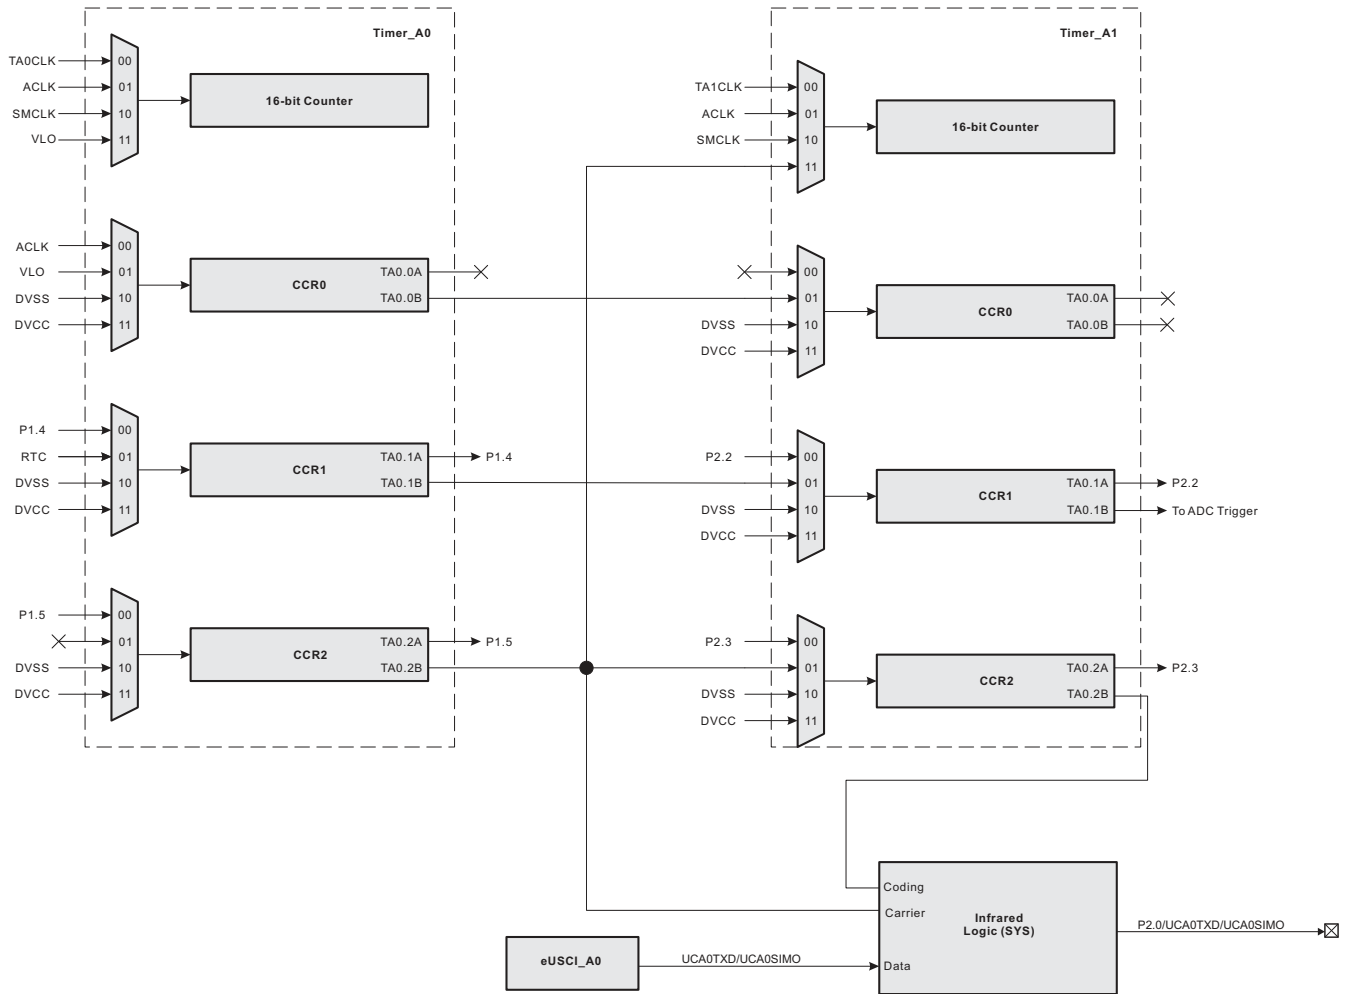 Timer_A0
TA0CLK
00
ACLK
01
16-bit Counter
SMCLK
10
VLO
11
ACLK
00
VLO
01
CCR0
TA0.0A
DVSS
10
TA0.0B
DVCC
11
P1.4
00
RTC
01
CCR1
TA0.1A
P1.4
DVSS
10
TA0.1B
DVCC
11
P1.5
00
01
CCR2
TA0.2A
P1.5
DVSS
10
TA0.2B
DVCC
11
Timer_A1
TA1CLK
00
ACLK
01
16-bit Counter
SMCLK
10
11
00
01
CCR0
TA0.0A
DVSS
10
TA0.0B
DVCC
11
P2.2
00
01
CCR1
TA0.1A
P2.2
DVSS
10
TA0.1B
To ADC Trigger
DVCC
11
P2.3
00
01
CCR2
TA0.2A
P2.3
DVSS
10
TA0.2B
DVCC
11
Coding
Carrier
Infrared
Logic (SYS)
P2.0/UCA0TXD/UCA0SIMO
eUSCI_A0
UCA0TXD/UCA0SIMO
Data